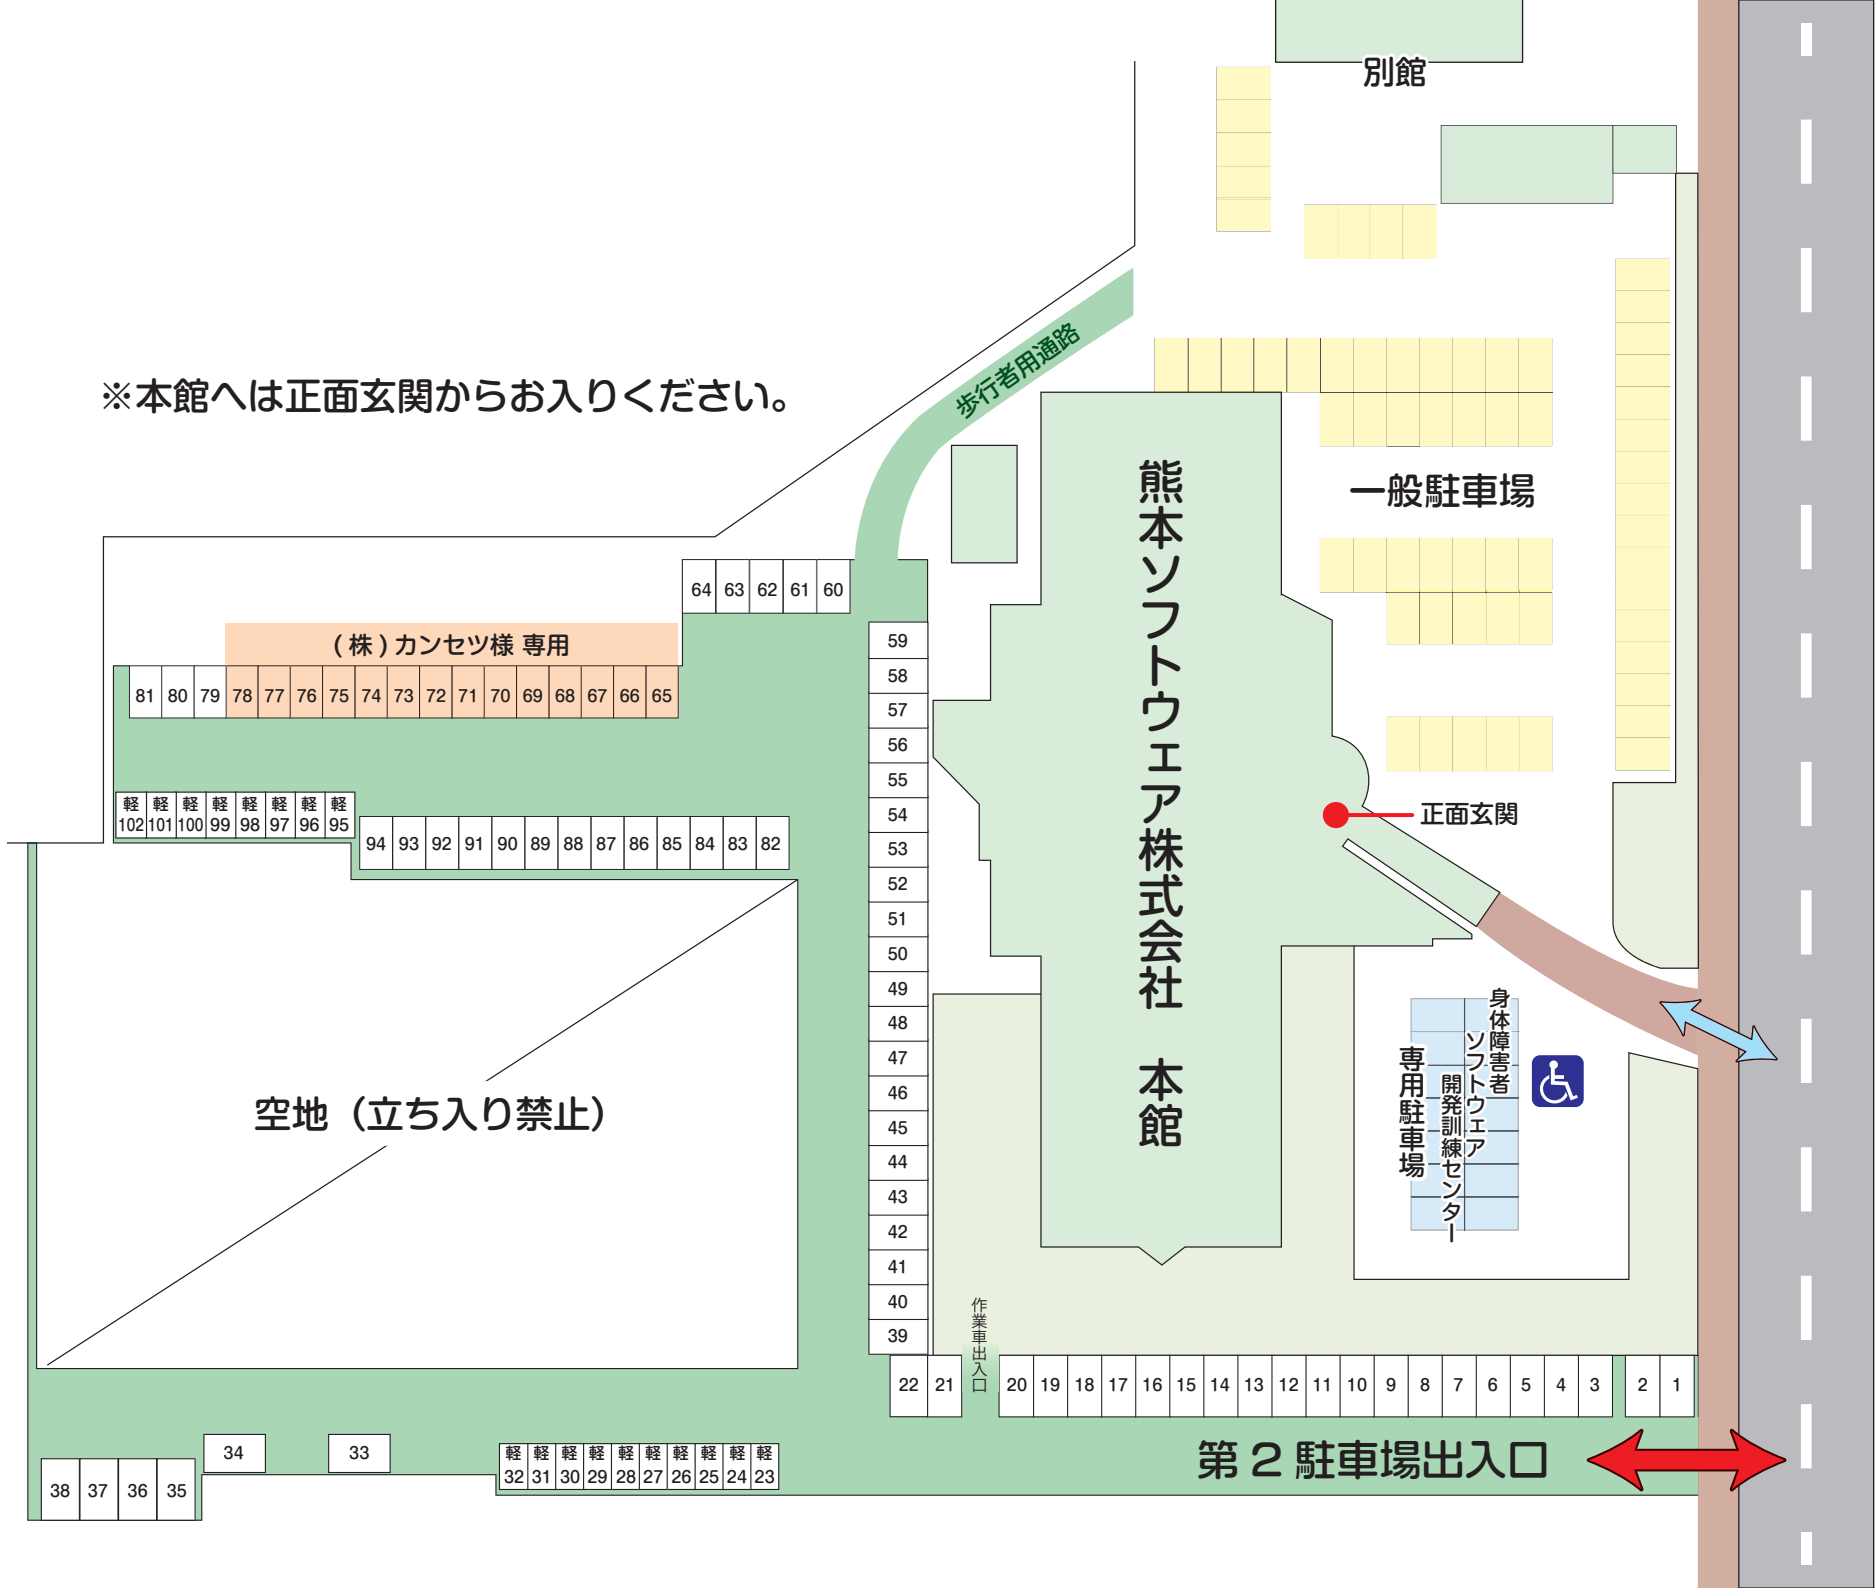 別館
歩行者用通路
※本館へは正面玄関からお入りください。
熊本ソフトウェア株式会社 本館
一般駐車場
64 63 62 61 60
(株)カンセツ様 専用
81 80 79 78 77 76 75 74 73 72 71 70 69 68 67 66 65
59
58
57
56
55
54
53
52
51
50
49
48
47
46
45
44
43
42
41
40
39
軽 軽 軽 軽 軽 軽 軽 軽
102 101 100 99 98 97 96 95
94 93 92 91 90 89 88 87 86 85 84 83 82
正面玄関
身体障害者
ソフトウェア
開発訓練センター
専用駐車場
空地(立ち入り禁止)
作業車出入口
22 21 20 19 18 17 16 15 14 13 12 11 10 9 8 7 6 5 4 3 2 1
第2駐車場出入口
34 33
軽 軽 軽 軽 軽 軽 軽 軽 軽 軽
32 31 30 29 28 27 26 25 24 23
38 37 36 35